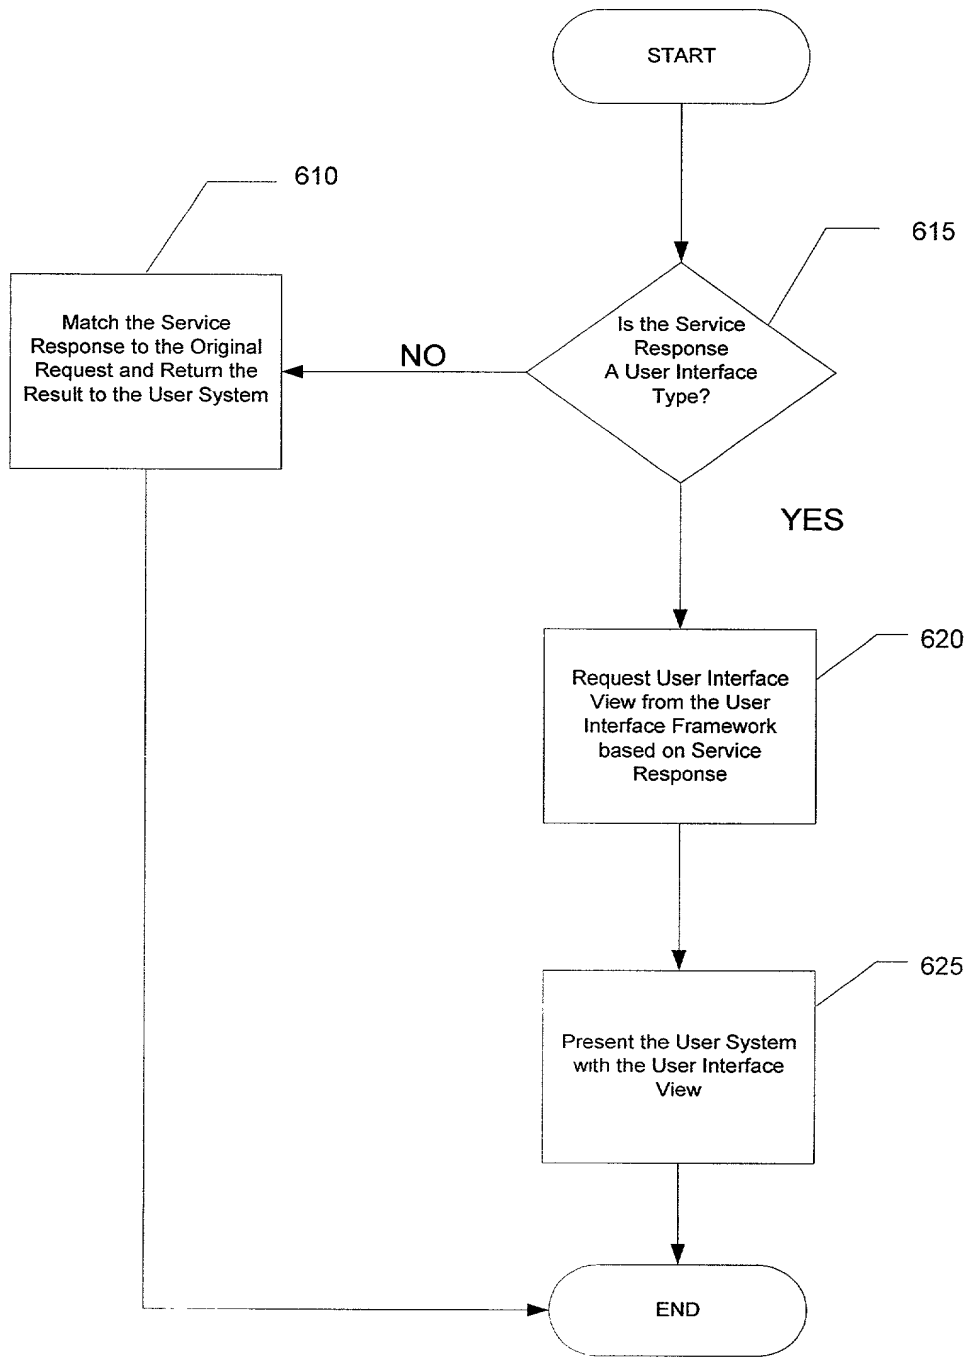 START
610
615
Match the Service
Response to the Original
Request and Return the
Result to the User System
NO
Is the Service
Response
A User Interface
Type?
YES
620
Request User Interface
View from the User
Interface Framework
based on Service
Response
625
Present the User System
with the User Interface
View
END